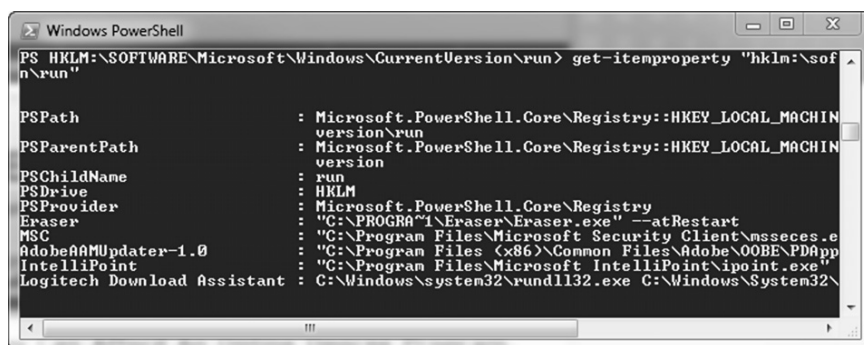 Windows PowerShell
PS HKLM:\SOFTWARE\Microsoft\Windows\CurrentVersion\run> get-itemproperty "hklm:\sof
n\run"
PSPath : Microsoft.PowerShell.Core\Registry::HKEY_LOCAL_MACHIN
version\run
PSParentPath : Microsoft.PowerShell.Core\Registry::HKEY_LOCAL_MACHIN
version
PSChildName : run
PSDrive : HKLM
PSProvider : Microsoft.PowerShell.Core\Registry
Eraser : "C:\PROGRA~1\Eraser\Eraser.exe" --atRestart
MSC : "C:\Program Files\Microsoft Security Client\msseces.e
AdobeAAMUpdater-1.0 : "C:\Program Files (x86)\Common Files\Adobe\OOBE\PDApp
IntelliPoint : "C:\Program Files\Microsoft IntelliPoint\ipoint.exe"
Logitech Download Assistant : C:\Windows\system32\rundll32.exe C:\Windows\System32\